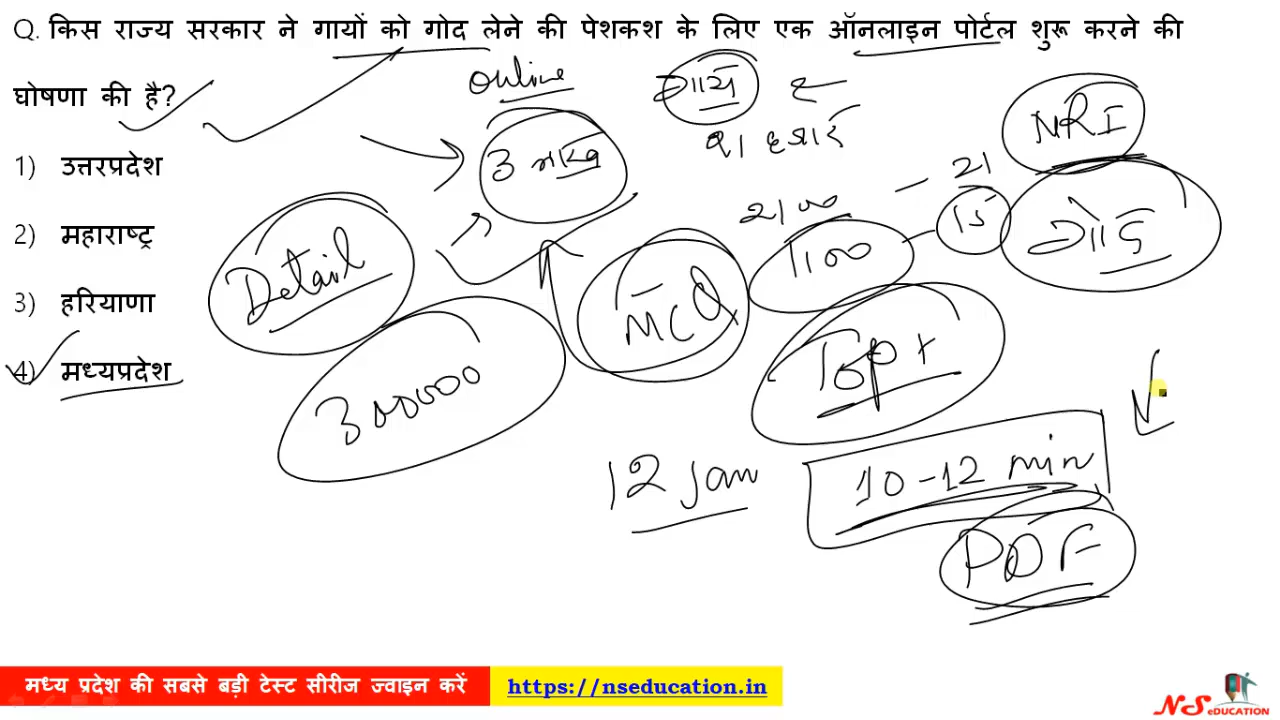 Q. किस राज्य सरकार ने गायों को गोद लेने की पेशकश के लिए एक ऑनलाइन पोर्टल शुरू करने की
घोषणा की है?
1) उत्तरप्रदेश
2) महाराष्ट्र
3) हरियाणा
4) मध्यप्रदेश
online
गाय
NRI
2100
21
15
1100
गोद
Detail
MCQ
Top +
300000
12 Jan
10-12 min
PDF
मध्य प्रदेश की सबसे बड़ी टेस्ट सीरीज ज्वाइन करें
https://nseducation.in
NS EDUCATION